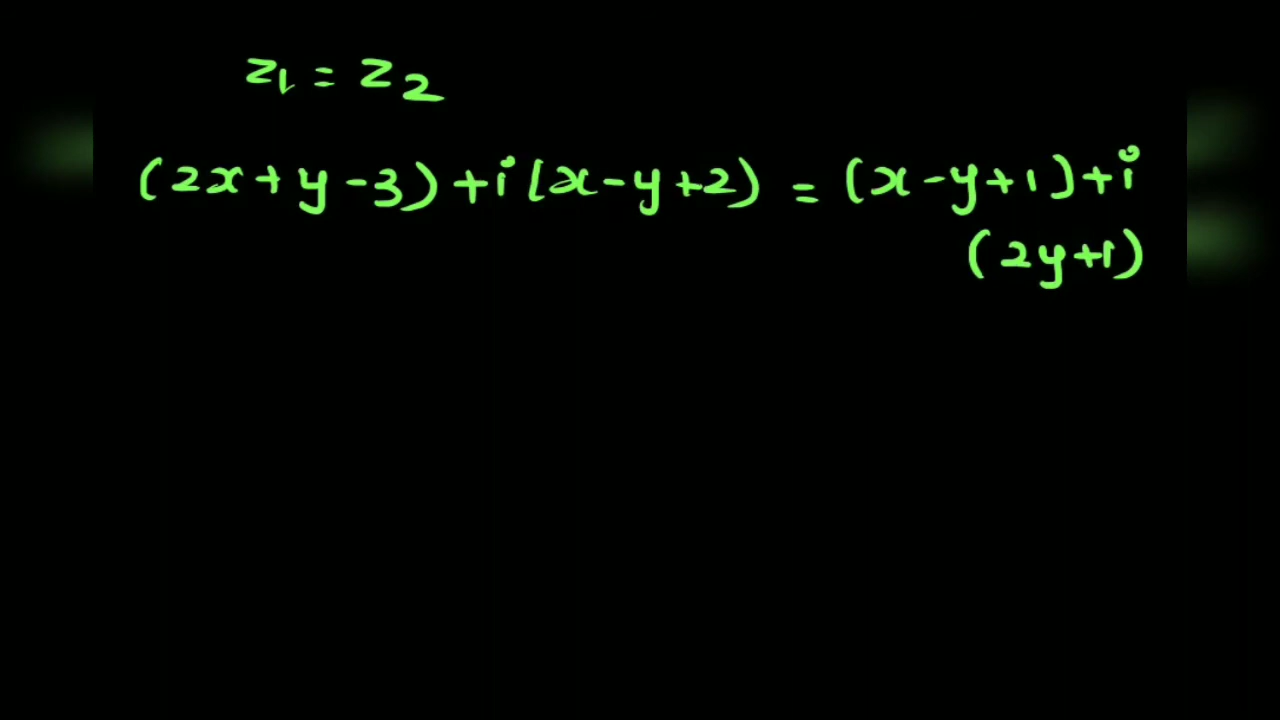 z₁ = z₂
(2x+y-3)+i(x-y+2) = (x-y+1)+i
(2y+1)